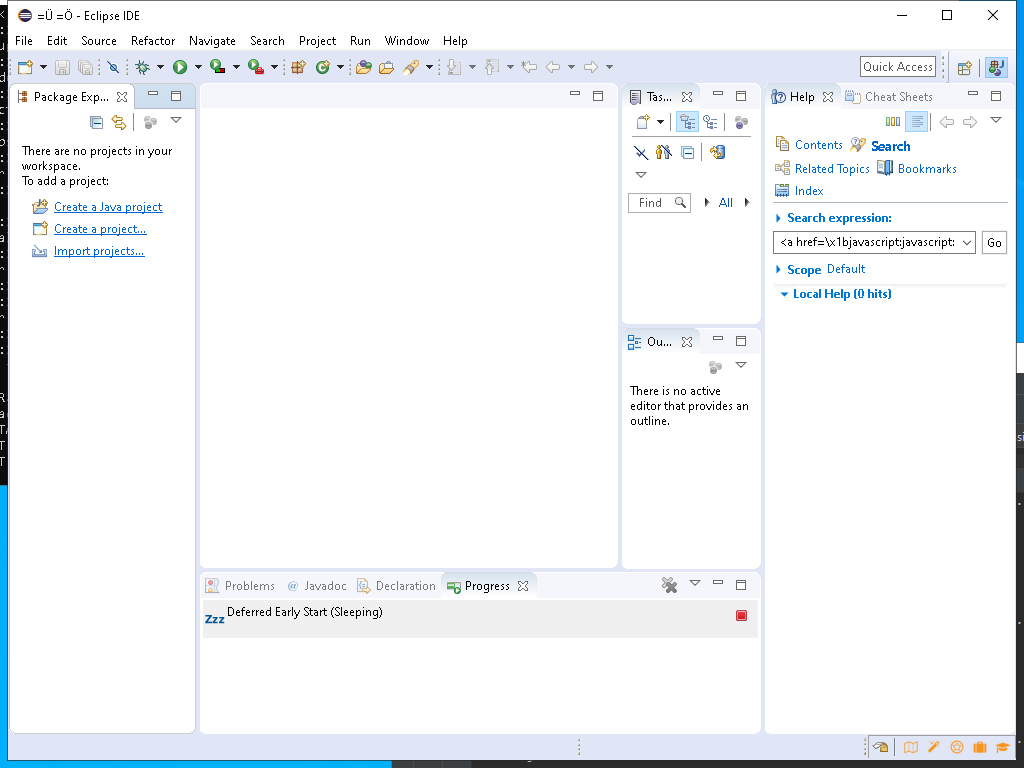 =Ü =Ö - Eclipse IDE
File Edit Source Refactor Navigate Search Project Run Window Help
Quick Access
Package Exp...
There are no projects in your
workspace.
To add a project:
Create a Java project
Create a project...
Import projects...
Tas...
Find
All
Ou...
There is no active
editor that provides an
outline.
Help
Cheat Sheets
Contents
Search
Related Topics
Bookmarks
Index
Search expression:
<a href=\x1bjavascript:javascript:
Go
Scope Default
Local Help (0 hits)
Problems
@ Javadoc
Declaration
Progress
Zzz Deferred Early Start (Sleeping)